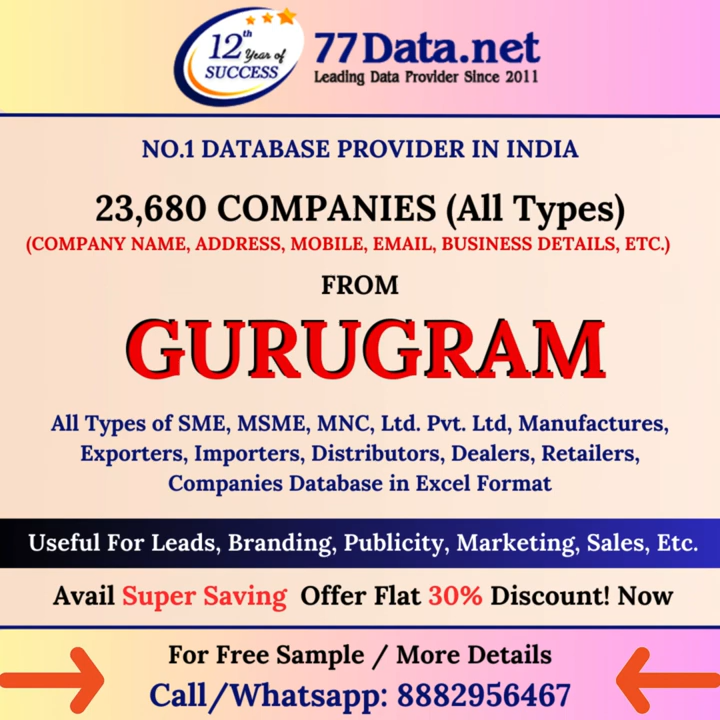 12th
Year of
SUCCESS
77Data.net
Leading Data Provider Since 2011
NO.1 DATABASE PROVIDER IN INDIA
23,680 COMPANIES (All Types)
(COMPANY NAME, ADDRESS, MOBILE, EMAIL, BUSINESS DETAILS, ETC.)
FROM
GURUGRAM
All Types of SME, MSME, MNC, Ltd. Pvt. Ltd, Manufactures,
Exporters, Importers, Distributors, Dealers, Retailers,
Companies Database in Excel Format
Useful For Leads, Branding, Publicity, Marketing, Sales, Etc.
Avail Super Saving Offer Flat 30% Discount! Now
For Free Sample / More Details
Call/Whatsapp: 8882956467